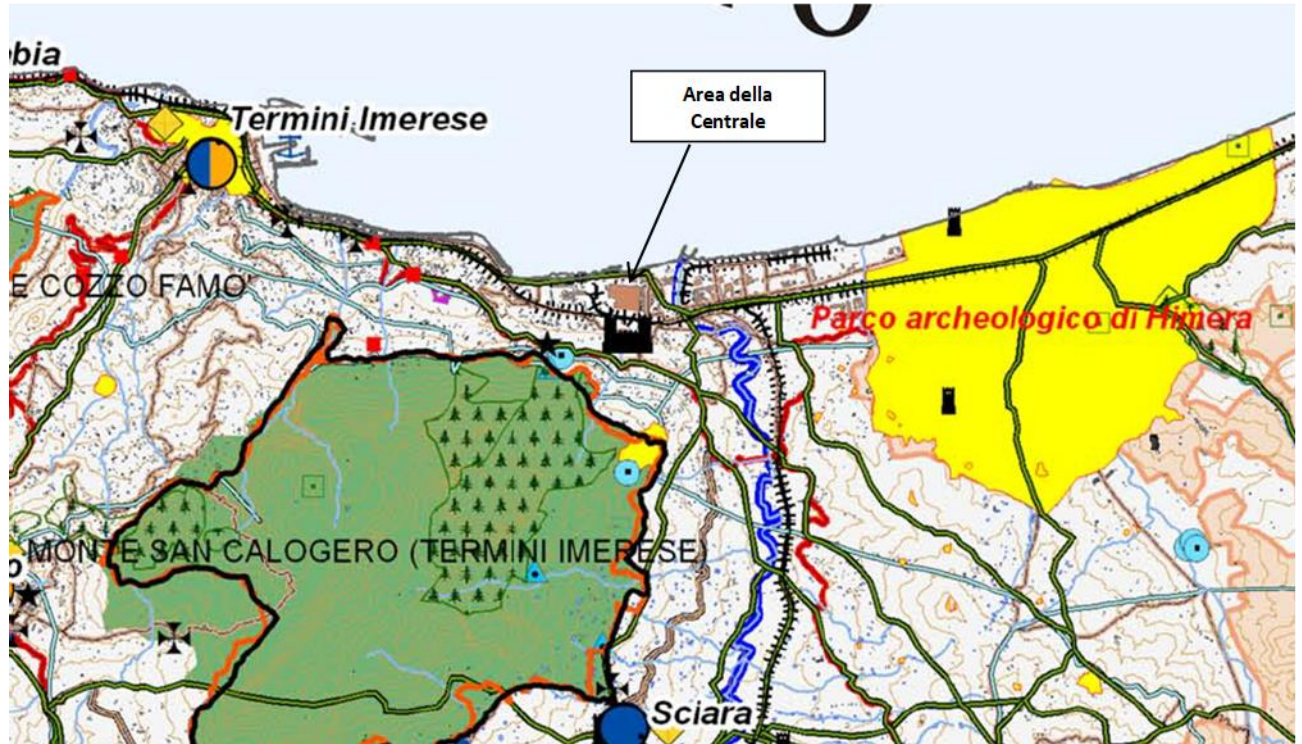 O
bia
Termini Imerese
Area della
Centrale
E COZZO FAMO'
Parco archeologico di Himera
MONTE SAN CALOGERO (TERMINI IMERESE)
Sciara